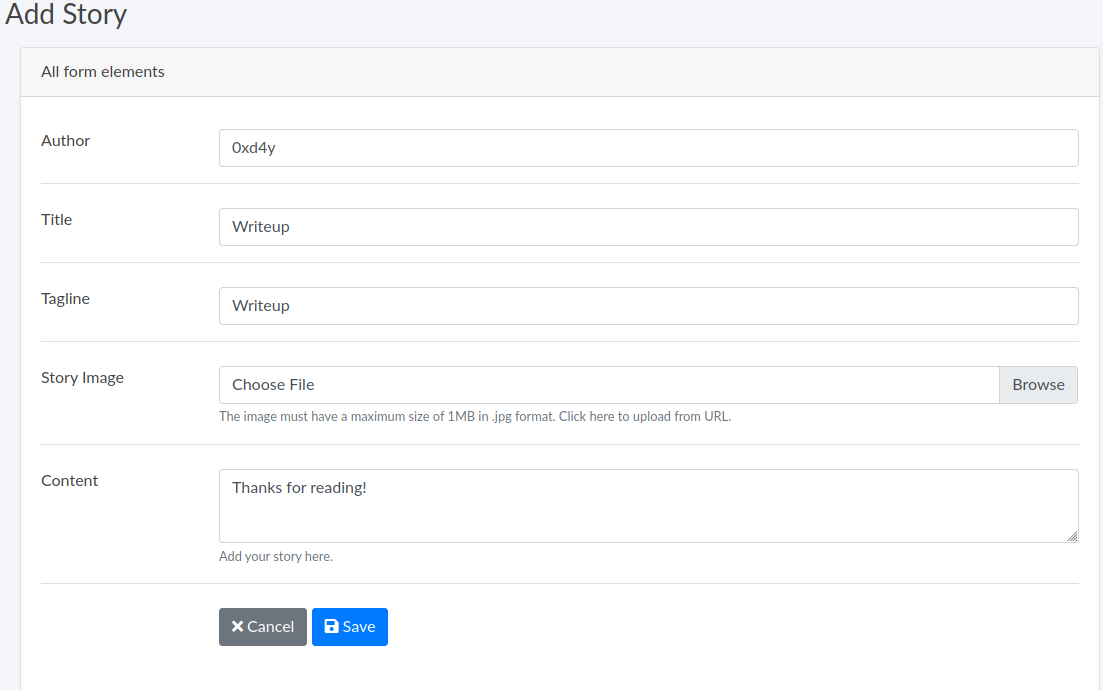 Add Story
All form elements
Author
0xd4y
Title
Writeup
Tagline
Writeup
Story Image
Choose File
Browse
The image must have a maximum size of 1MB in .jpg format. Click here to upload from URL.
Content
Thanks for reading!
Add your story here.
Cancel
Save